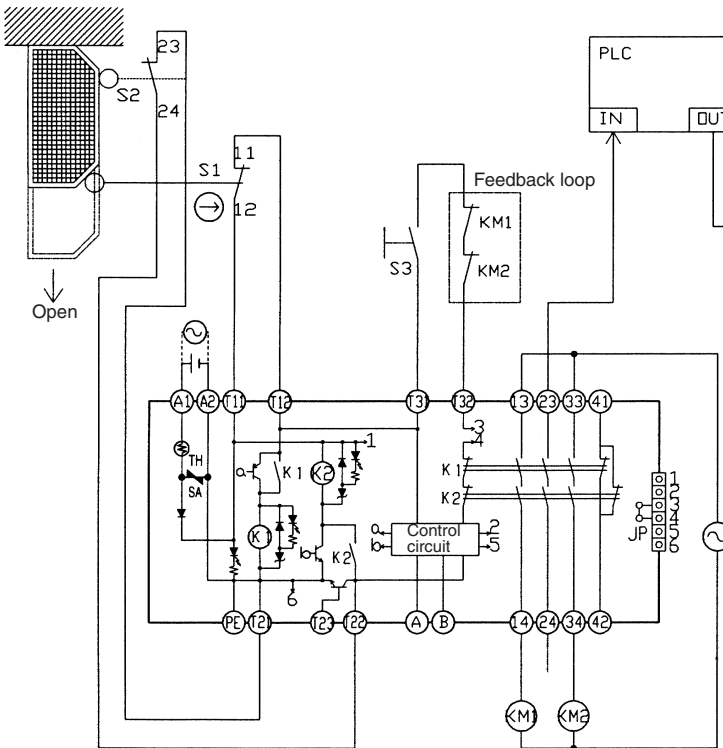 23
S2
24
11
S1
12
Open
PLC
IN
OUT
Feedback loop
KM1
S3
KM2
A1 A2 T11 T12 T31 T32 13 23 33 41
1
3
4
TH
SA
a
K1
K2
K1
K2
1
2
3
4
5
6
JP
K1
b
K2
a
b
Control
circuit
2
5
6
PE T21 T23 T22 A B 14 24 34 42
KM1 KM2